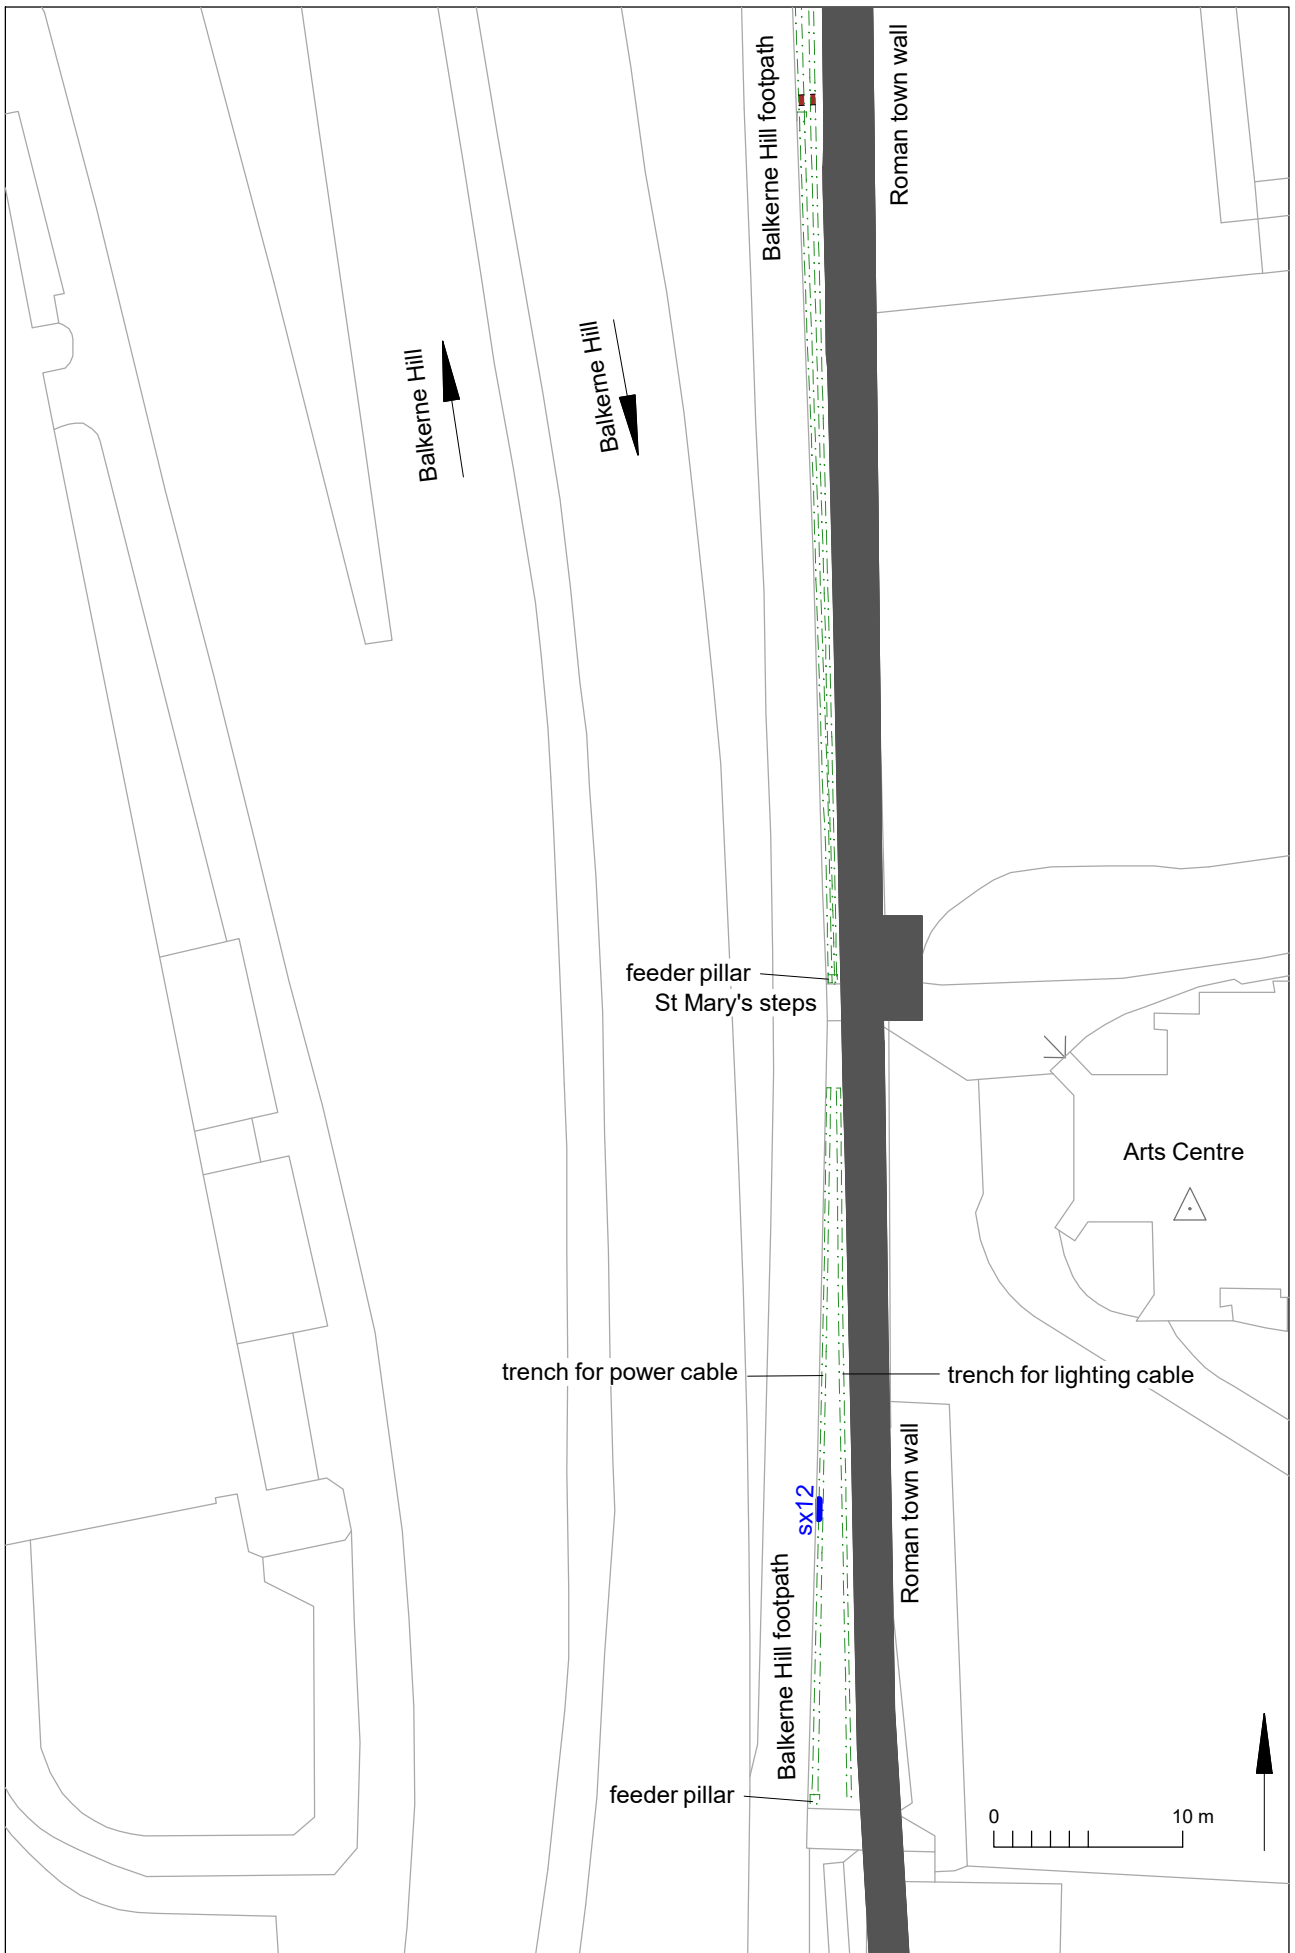 Balkerne Hill footpath
Roman town wall
Balkerne Hill
Balkerne Hill
feeder pillar
St Mary's steps
Arts Centre
trench for power cable
trench for lighting cable
sx12
Roman town wall
Balkerne Hill footpath
feeder pillar
0 10 m